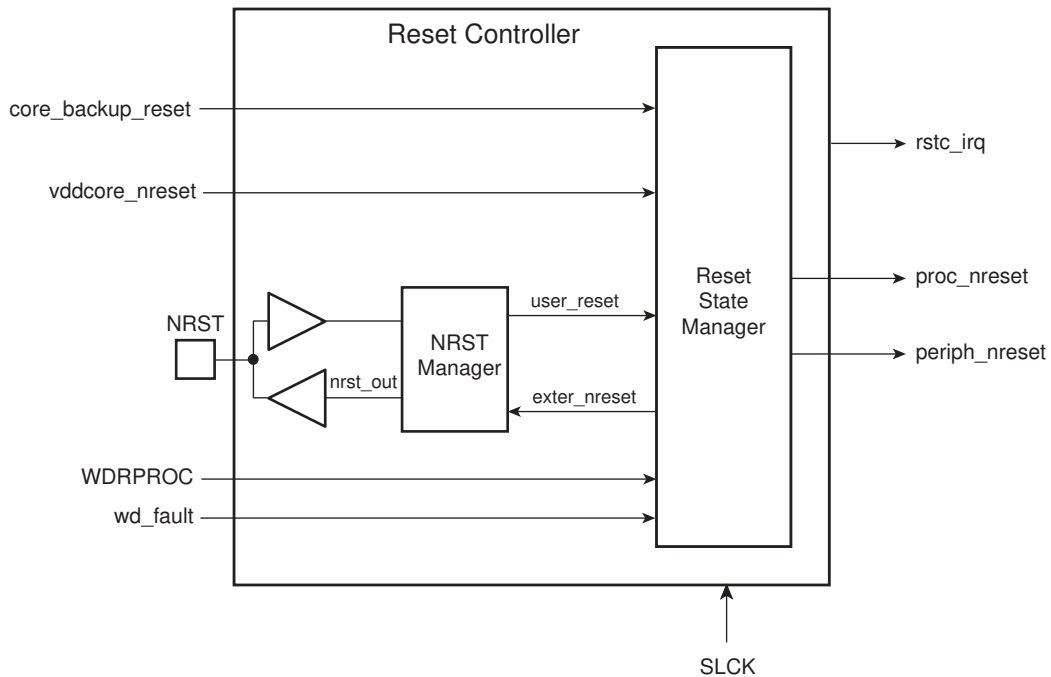 Reset Controller
core_backup_reset
rstc_irq
vddcore_nreset
Reset
State
Manager
proc_nreset
user_reset
NRST
NRST
Manager
periph_nreset
nrst_out
exter_nreset
WDRPROC
wd_fault
SLCK